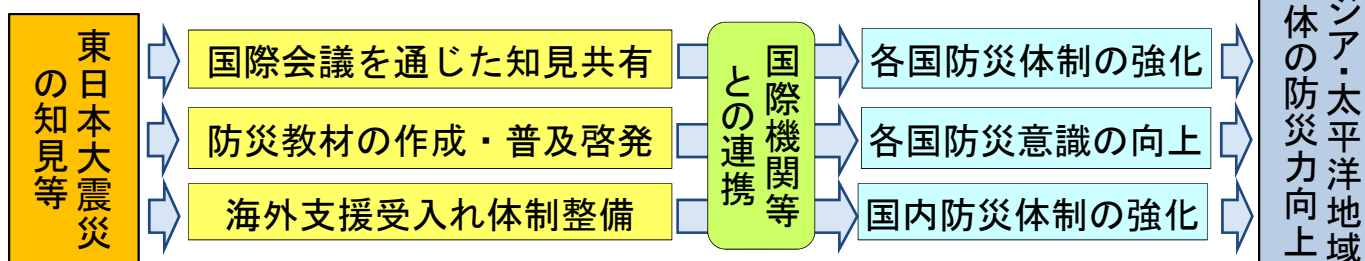 東日本大震災
の知見等
国際会議を通じた知見共有
防災教材の作成・普及啓発
海外支援受入れ体制整備
国際機関等
との連携
各国防災体制の強化
各国防災意識の向上
国内防災体制の強化
ジア・太平洋地域
体の防災力向上